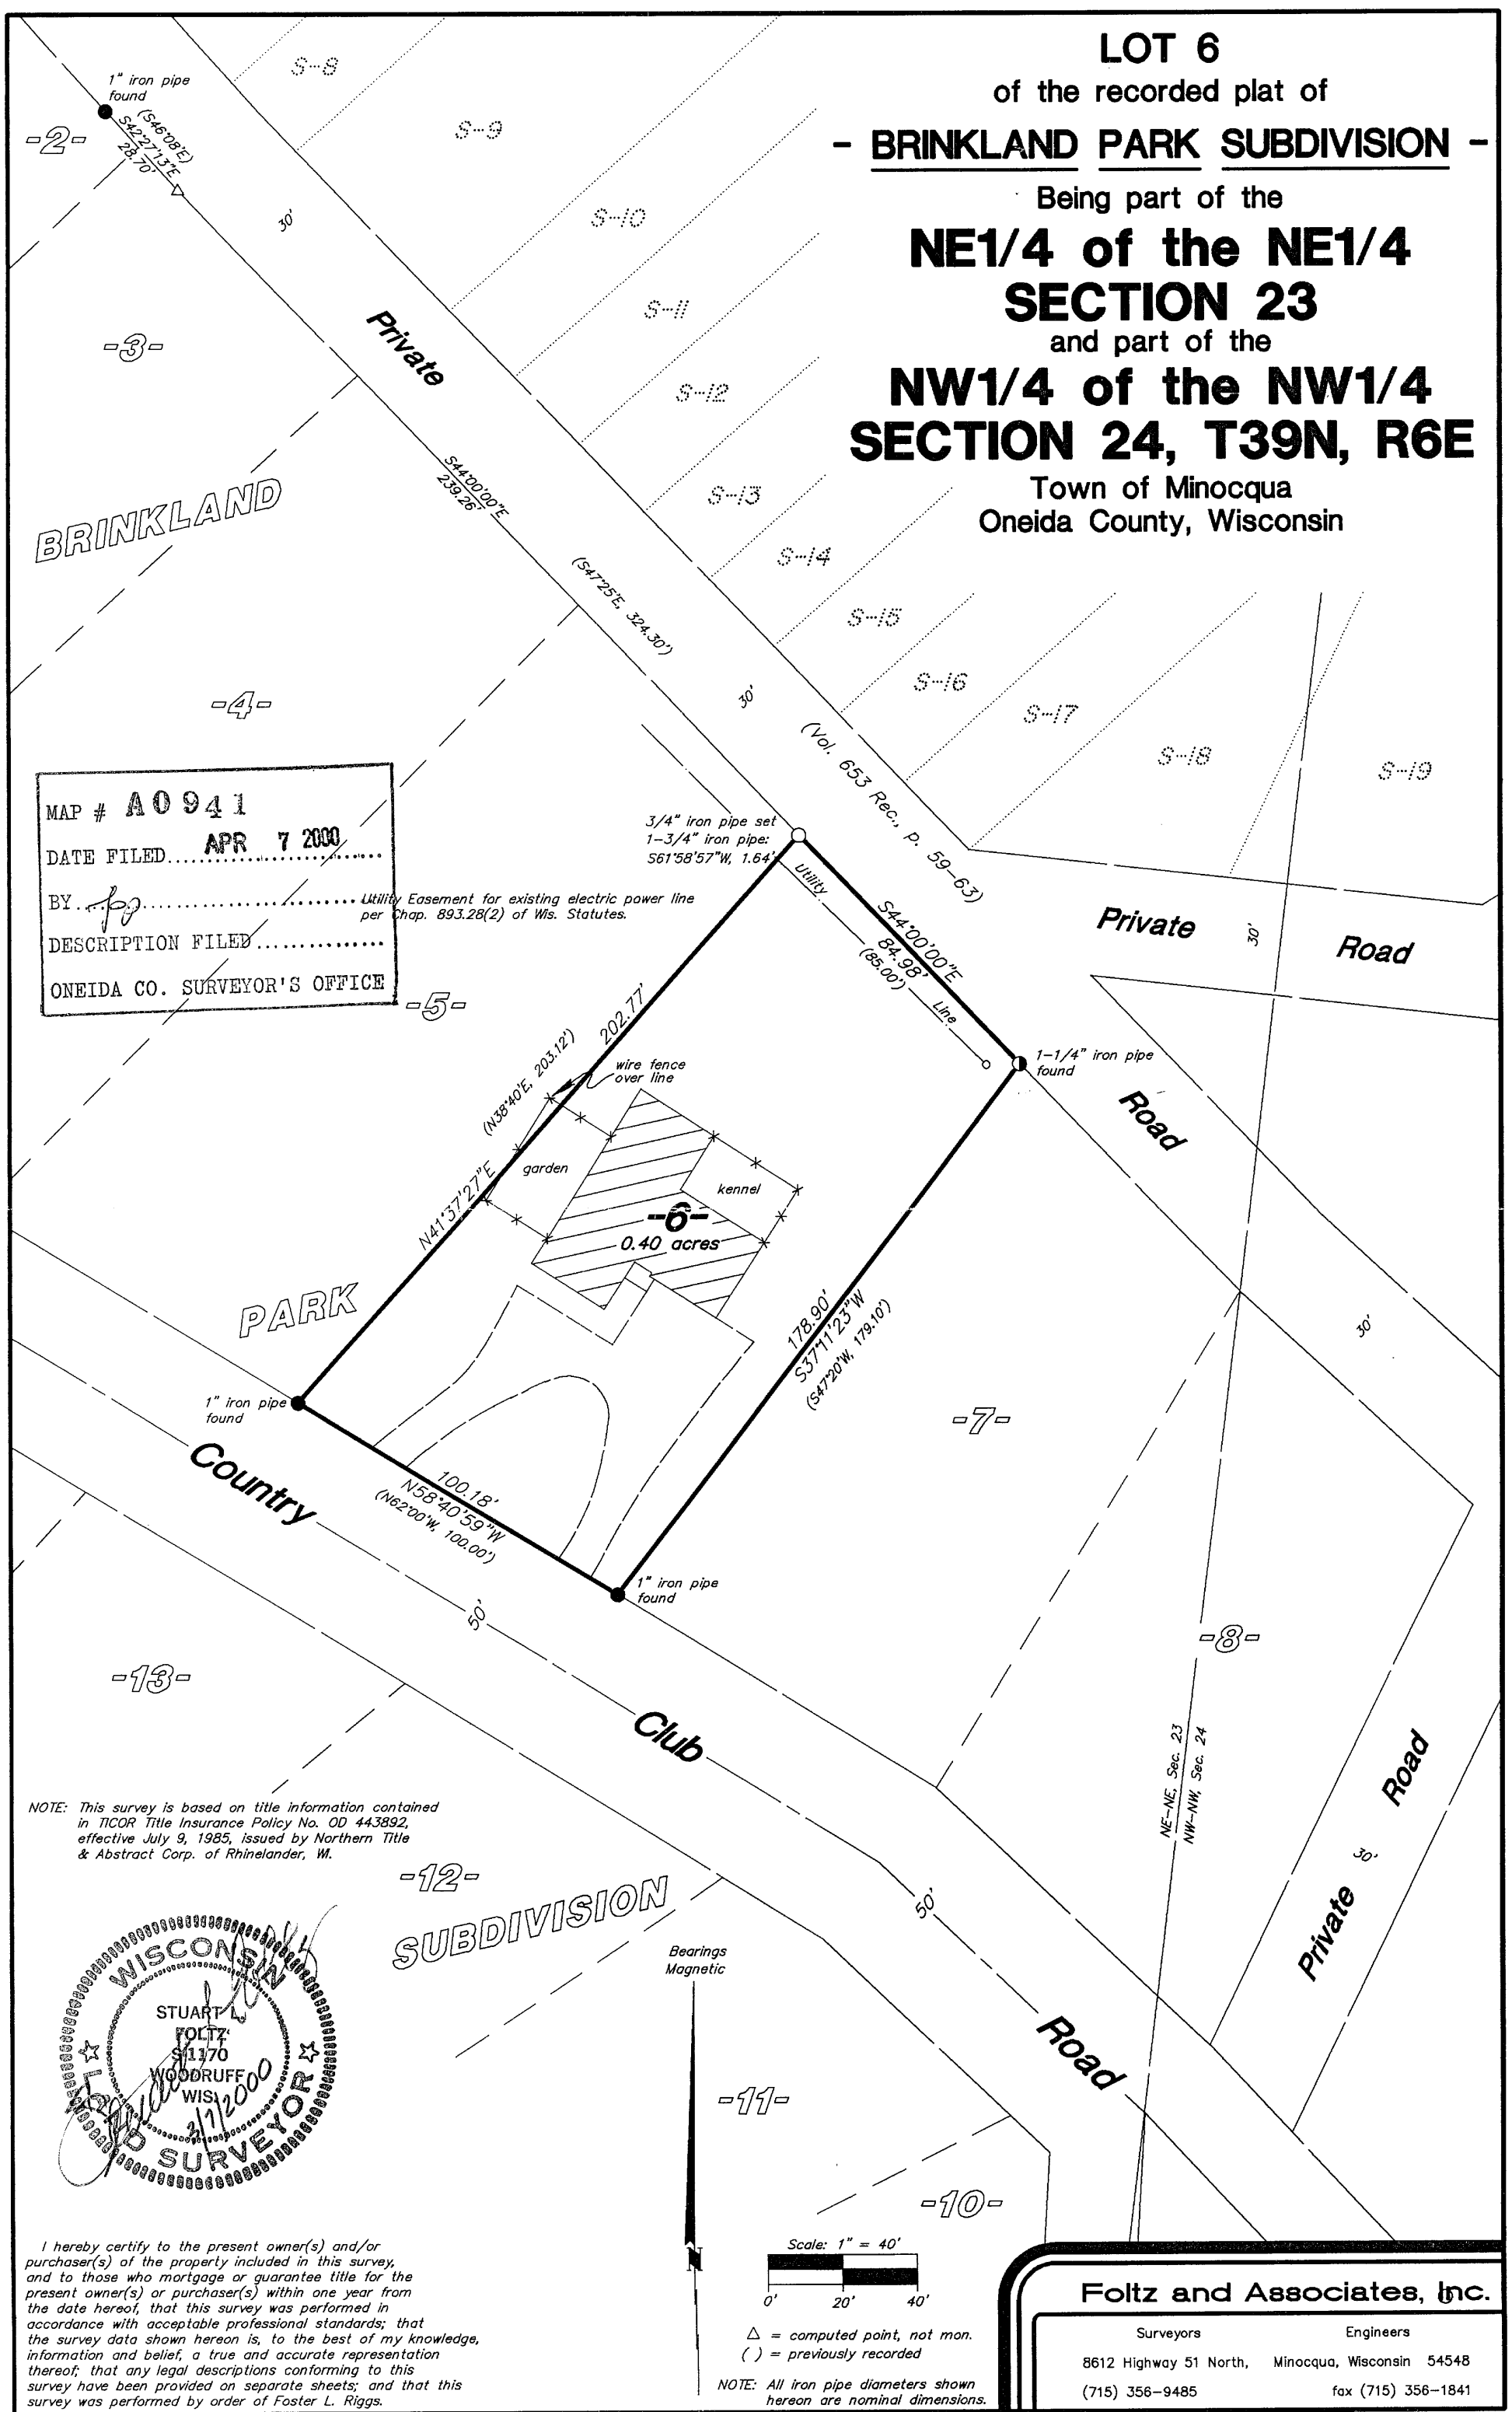 LOT 6
of the recorded plat of
- BRINKLAND PARK SUBDIVISION -
Being part of the
NE1/4 of the NE1/4
SECTION 23
and part of the
NW1/4 of the NW1/4
SECTION 24, T39N, R6E
Town of Minocqua
Oneida County, Wisconsin
1" iron pipe
found
(S46°08'E)
S42°27'13"E
28.70'
-2-
S-8
S-9
S-10
S-11
S-12
S-13
S-14
S-15
S-16
S-17
S-18
S-19
30'
Private
-3-
S44°00'00"E
239.26'
(S47°25'E, 324.30')
BRINKLAND
-4-
30'
(Vol. 653 Rec., p. 59-63)
MAP # A0941
DATE FILED APR 7 2000
BY
DESCRIPTION FILED
ONEIDA CO. SURVEYOR'S OFFICE
3/4" iron pipe set
1-3/4" iron pipe:
S61°58'57"W, 1.64'
Utility Easement for existing electric power line
per Chap. 893.28(2) of Wis. Statutes.
Utility
Line
S44°00'00"E
84.98'
(85.00')
Private
30'
Road
-5-
202.77'
(N38°40'E, 203.12')
N41°37'27"E
wire fence
over line
1-1/4" iron pipe
found
Road
garden
kennel
-6-
0.40 acres
PARK
178.90'
S37°11'23"W
(S47°20'W, 179.10')
30'
1" iron pipe
found
-7-
Country
100.18'
N58°40'59"W
(N62°00'W, 100.00')
1" iron pipe
found
50'
-8-
-13-
Club
NE-NE, Sec. 23
NW-NW, Sec. 24
Road
30'
Private
NOTE: This survey is based on title information contained
in TICOR Title Insurance Policy No. OD 443892,
effective July 9, 1985, issued by Northern Title
& Abstract Corp. of Rhinelander, WI.
-12-
SUBDIVISION
50'
Bearings
Magnetic
N
Road
WISCONSIN
STUART L.
FOLTZ
S-1170
WOODRUFF,
WIS.
LAND SURVEYOR
3/7/2000
-11-
-10-
I hereby certify to the present owner(s) and/or
purchaser(s) of the property included in this survey,
and to those who mortgage or guarantee title for the
present owner(s) or purchaser(s) within one year from
the date hereof, that this survey was performed in
accordance with acceptable professional standards; that
the survey data shown hereon is, to the best of my knowledge,
information and belief, a true and accurate representation
thereof; that any legal descriptions conforming to this
survey have been provided on separate sheets; and that this
survey was performed by order of Foster L. Riggs.
Scale: 1" = 40'
0' 20' 40'
△ = computed point, not mon.
( ) = previously recorded
NOTE: All iron pipe diameters shown
hereon are nominal dimensions.
Foltz and Associates, Inc.
Surveyors Engineers
8612 Highway 51 North, Minocqua, Wisconsin 54548
(715) 356-9485 fax (715) 356-1841